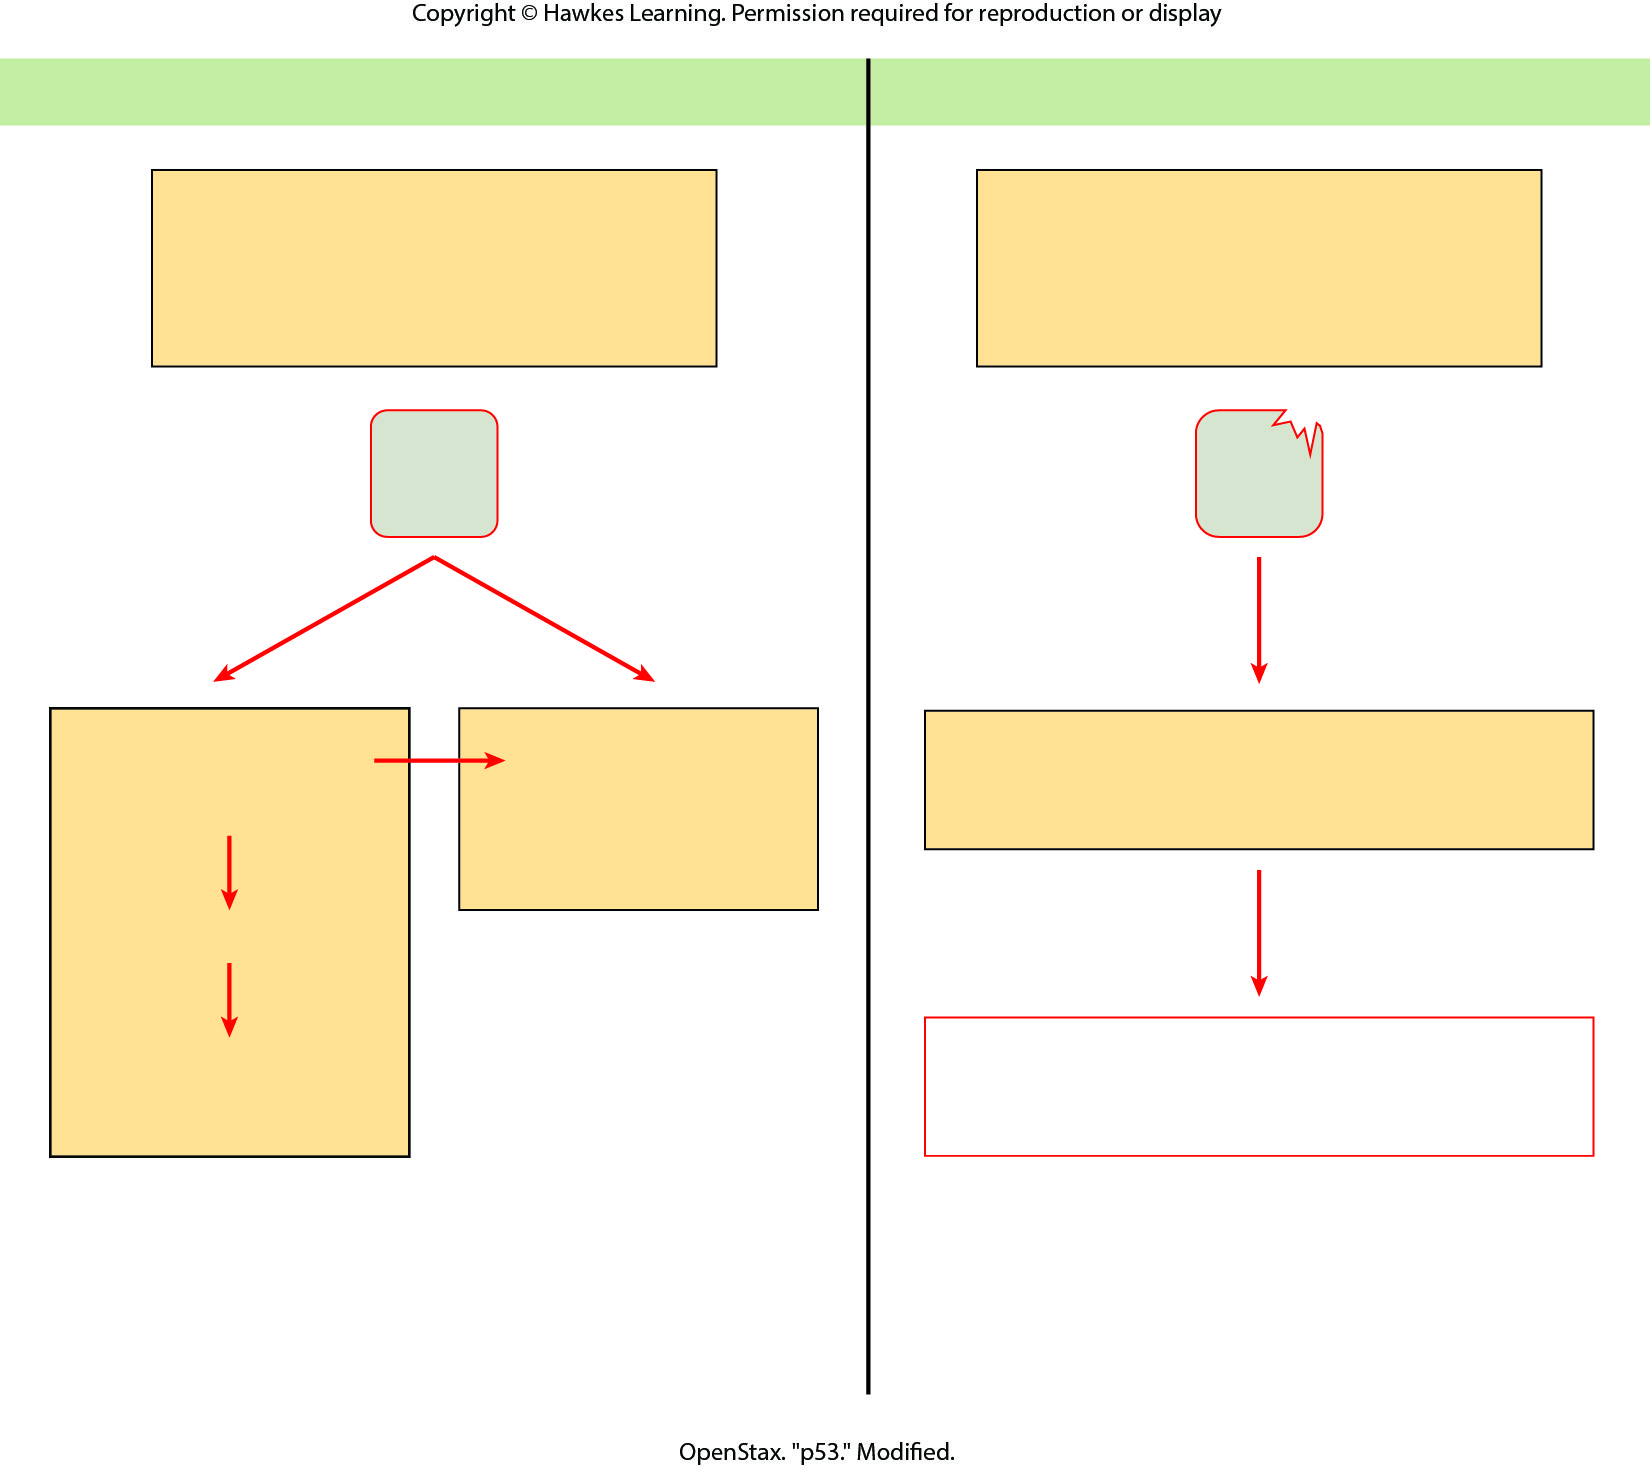 Copyright © Hawkes Learning. Permission required for reproduction or display
OpenStax. "p53." Modified.